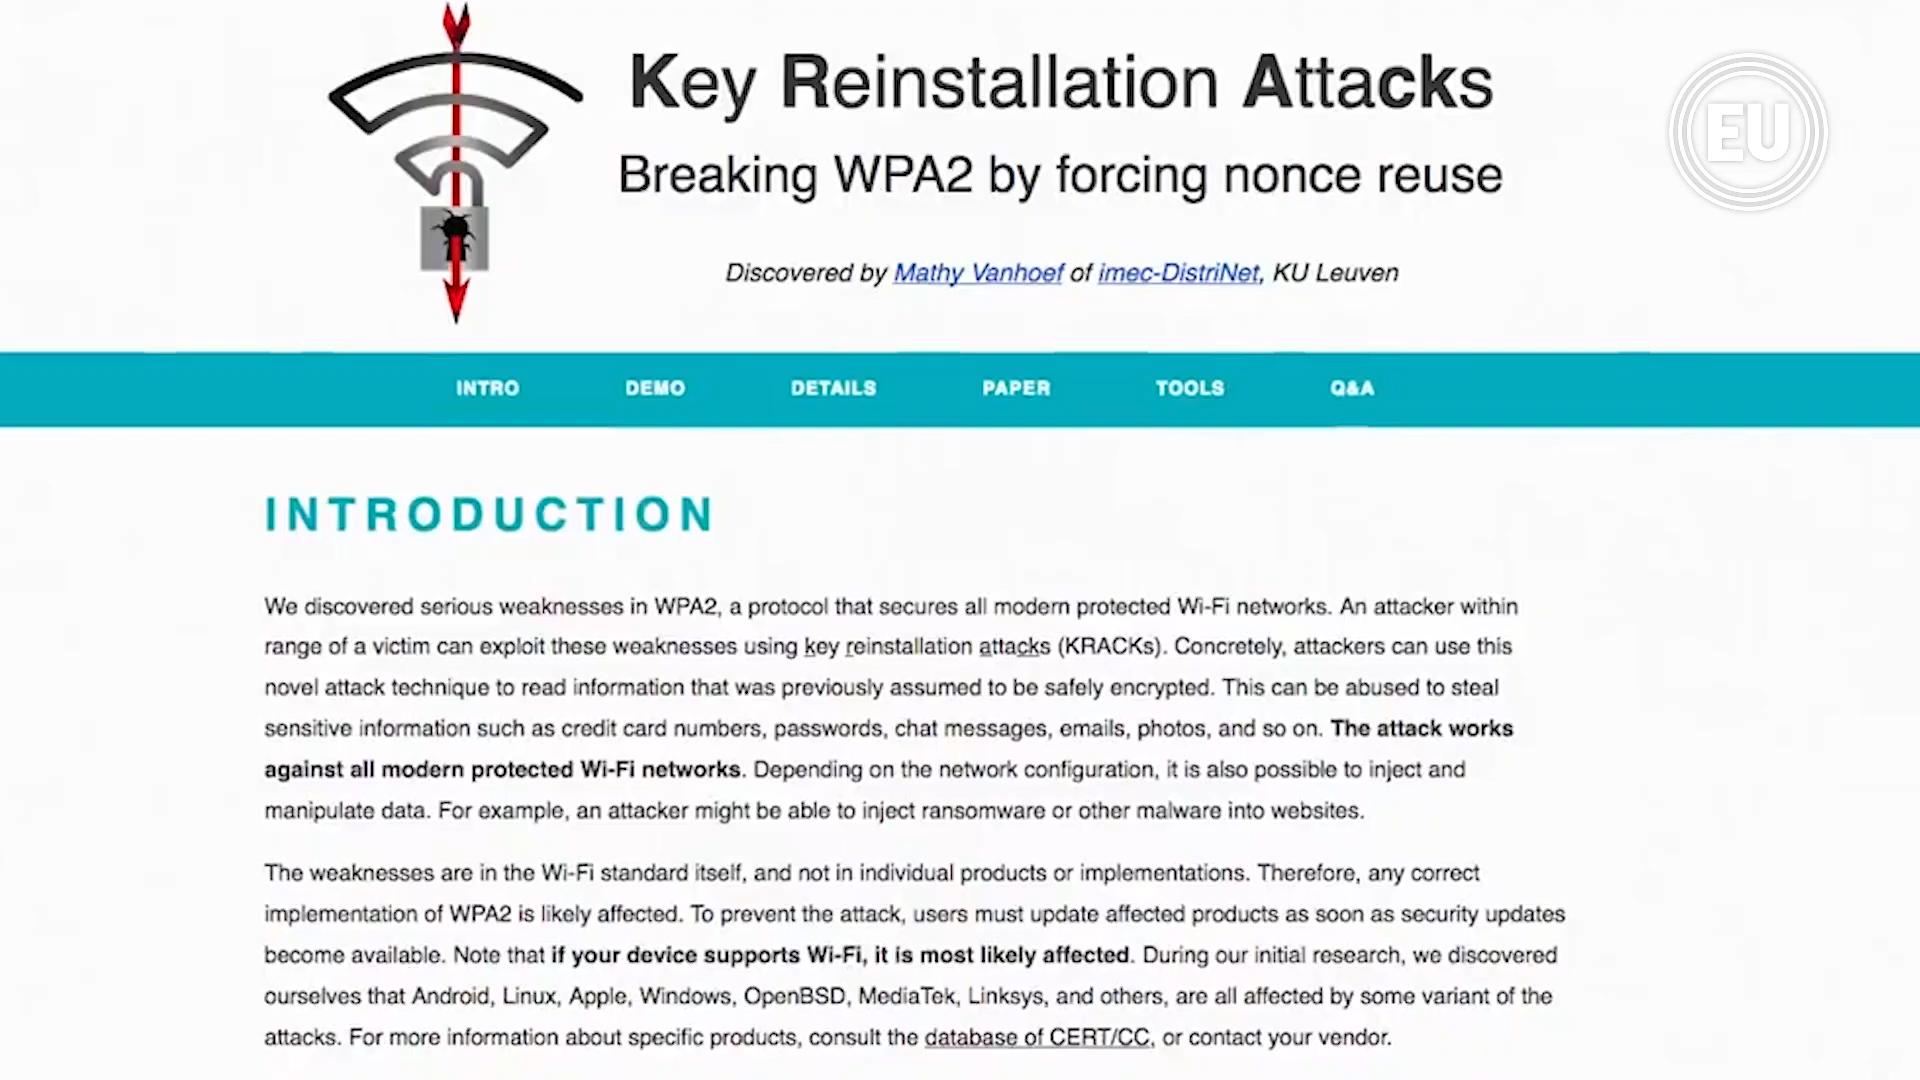 Key Reinstallation Attacks
EU
Breaking WPA2 by forcing nonce reuse
Discovered by Mathy Vanhoef of imec-DistriNet, KU Leuven
INTRO DEMO DETAILS PAPER TOOLS Q&A
INTRODUCTION
We discovered serious weaknesses in WPA2, a protocol that secures all modern protected Wi-Fi networks. An attacker within
range of a victim can exploit these weaknesses using key reinstallation attacks (KRACKs). Concretely, attackers can use this
novel attack technique to read information that was previously assumed to be safely encrypted. This can be abused to steal
sensitive information such as credit card numbers, passwords, chat messages, emails, photos, and so on. The attack works
against all modern protected Wi-Fi networks. Depending on the network configuration, it is also possible to inject and
manipulate data. For example, an attacker might be able to inject ransomware or other malware into websites.
The weaknesses are in the Wi-Fi standard itself, and not in individual products or implementations. Therefore, any correct
implementation of WPA2 is likely affected. To prevent the attack, users must update affected products as soon as security updates
become available. Note that if your device supports Wi-Fi, it is most likely affected. During our initial research, we discovered
ourselves that Android, Linux, Apple, Windows, OpenBSD, MediaTek, Linksys, and others, are all affected by some variant of the
attacks. For more information about specific products, consult the database of CERT/CC, or contact your vendor.